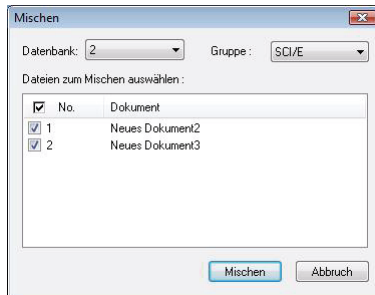 Mischen
Datenbank: 2 Gruppe : SCI/E
Dateien zum Mischen auswählen :
No. Dokument
1 Neues Dokument2
2 Neues Dokument3
Mischen Abbruch